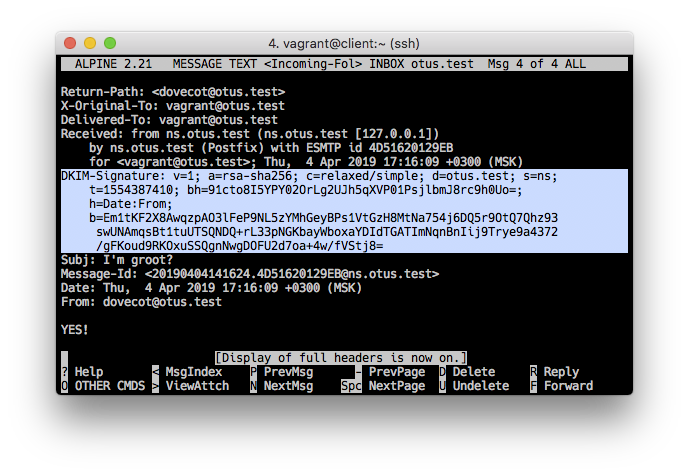 4. vagrant@client:~ (ssh)
ALPINE 2.21   MESSAGE TEXT <Incoming-Fol> INBOX otus.test  Msg 4 of 4 ALL
Return-Path: <dovecot@otus.test>
X-Original-To: vagrant@otus.test
Delivered-To: vagrant@otus.test
Received: from ns.otus.test (ns.otus.test [127.0.0.1])
    by ns.otus.test (Postfix) with ESMTP id 4D51620129EB
    for <vagrant@otus.test>; Thu,  4 Apr 2019 17:16:09 +0300 (MSK)
DKIM-Signature: v=1; a=rsa-sha256; c=relaxed/simple; d=otus.test; s=ns;
    t=1554387410; bh=91cto8I5YPY02OrLg2UJh5qXVP01PsjlbmJ8rc9h0Uo=;
    h=Date:From;
    b=Em1tKF2X8AwqzpAO3lFeP9NL5zYMhGeyBPs1VtGzH8MtNa754j6DQ5r9OtQ7Qhz93
     swUNAmqsBt1tuUTSQNDQ+rL33pNGKbayWboxaYDIdTGATImNqnBnIij9Trye9a4372
     /gFKoud9RKOxuSSQgnNwgDOFU2d7oa+4w/fVStj8=
Subj: I'm groot?
Message-Id: <20190404141624.4D51620129EB@ns.otus.test>
Date: Thu,  4 Apr 2019 17:16:09 +0300 (MSK)
From: dovecot@otus.test
YES!
[Display of full headers is now on.]
? Help       < MsgIndex   P PrevMsg      - PrevPage  D Delete     R Reply
O OTHER CMDS > ViewAttch  N NextMsg    Spc NextPage  U Undelete   F Forward